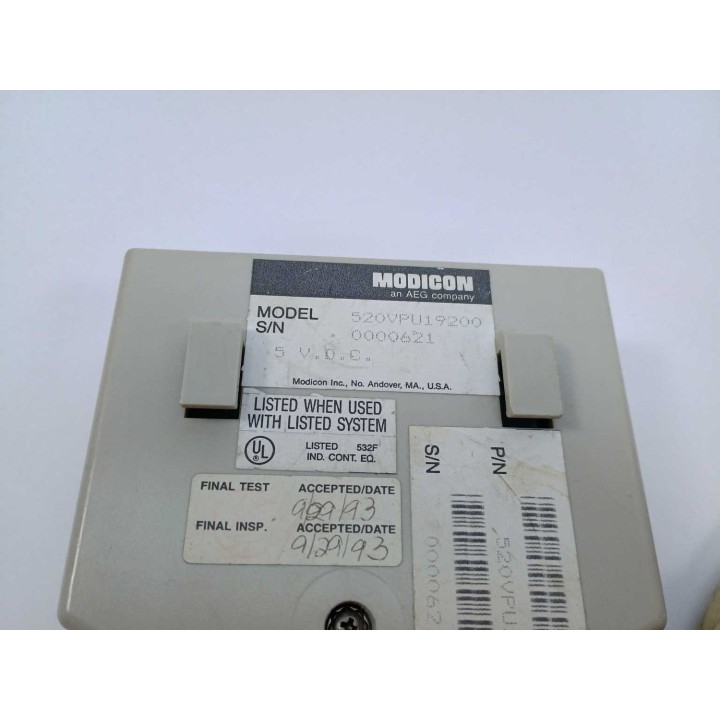 MODICON
an AEG company
MODEL 520VPU19200
S/N 0000621
5 V.D.C.
Modicon Inc., No. Andover, MA., U.S.A.
LISTED WHEN USED
WITH LISTED SYSTEM
UL
LISTED 532F
IND. CONT. EQ.
FINAL TEST ACCEPTED/DATE
9/29/93
FINAL INSP. ACCEPTED/DATE
9/29/93
P/N 520VPU
S/N 000062